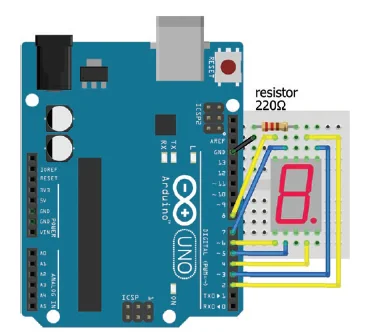 RESET
resistor
220Ω
ICSP2
AREF
GND
13
12
~ 11
~ 10
~ 9
8
7
~ 6
~ 5
4
~ 3
2
TXD ▸ 1
RXD ◂ 0
DIGITAL (PWM~)
L
TX
RX
Arduino
UNO
ON
ICSP
IOREF
RESET
3V3
5V
GND
GND
VIN
POWER
A0
A1
A2
A3
A4
A5
ANALOG IN